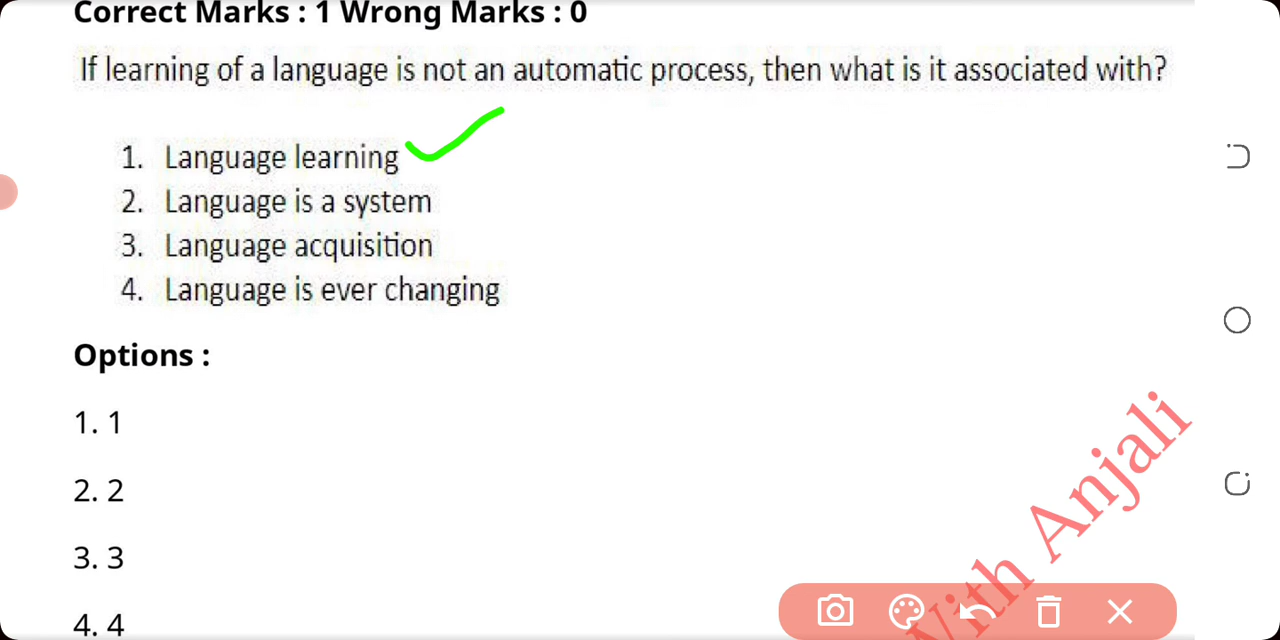 Correct Marks : 1 Wrong Marks : 0
If learning of a language is not an automatic process, then what is it associated with?
1. Language learning
2. Language is a system
3. Language acquisition
4. Language is ever changing
Options :
1. 1
2. 2
3. 3
4. 4
With Anjali